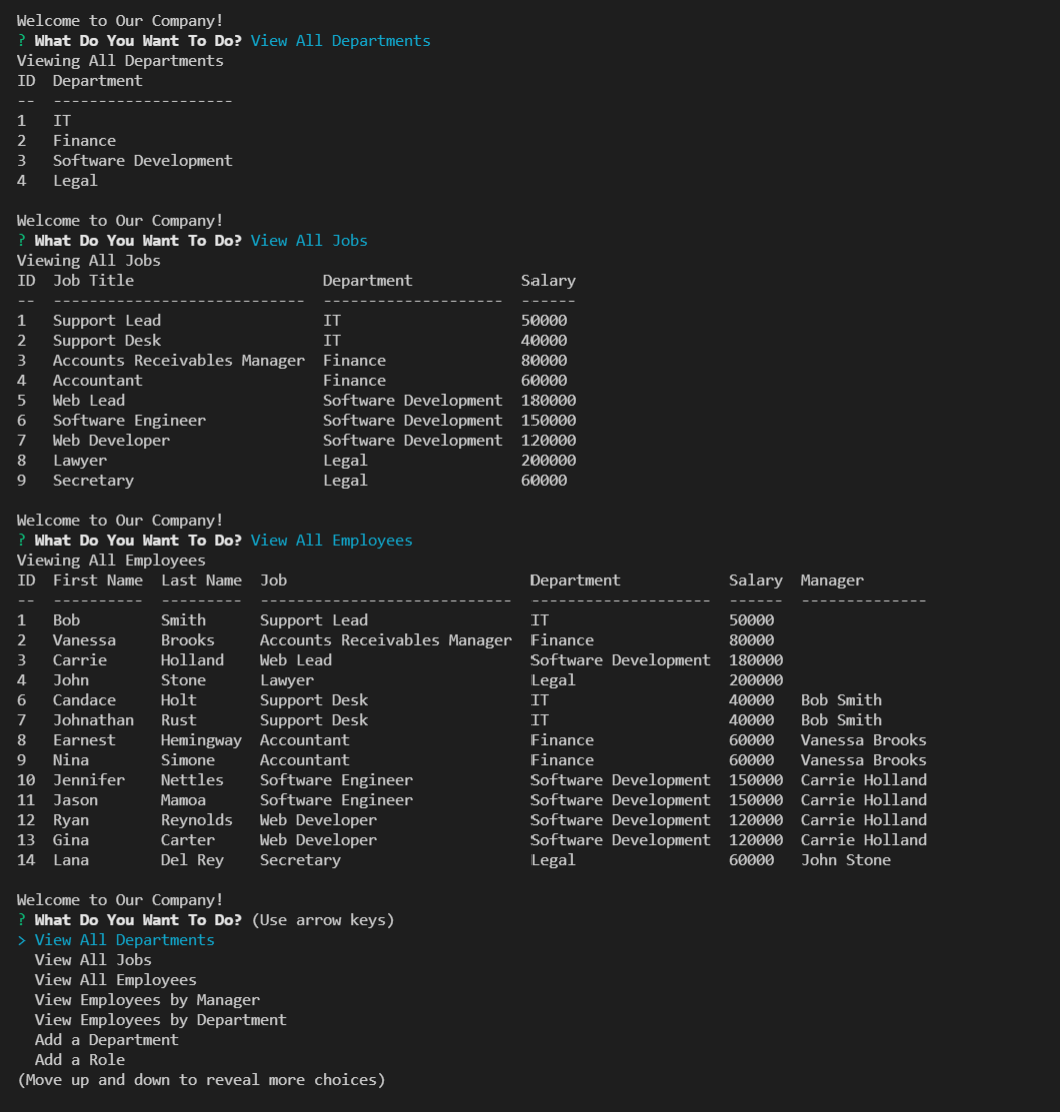 Welcome to Our Company!
? What Do You Want To Do? View All Departments
Viewing All Departments
ID  Department
--  --------------------
1   IT
2   Finance
3   Software Development
4   Legal

Welcome to Our Company!
? What Do You Want To Do? View All Jobs
Viewing All Jobs
ID  Job Title                     Department            Salary
--  ----------------------------  --------------------  ------
1   Support Lead                  IT                    50000
2   Support Desk                  IT                    40000
3   Accounts Receivables Manager  Finance               80000
4   Accountant                    Finance               60000
5   Web Lead                      Software Development  180000
6   Software Engineer             Software Development  150000
7   Web Developer                 Software Development  120000
8   Lawyer                        Legal                 200000
9   Secretary                     Legal                 60000

Welcome to Our Company!
? What Do You Want To Do? View All Employees
Viewing All Employees
ID  First Name  Last Name  Job                           Department            Salary  Manager
--  ----------  ---------  ----------------------------  --------------------  ------  --------------
1   Bob         Smith      Support Lead                  IT                    50000
2   Vanessa     Brooks     Accounts Receivables Manager  Finance               80000
3   Carrie      Holland    Web Lead                      Software Development  180000
4   John        Stone      Lawyer                        Legal                 200000
6   Candace     Holt       Support Desk                  IT                    40000   Bob Smith
7   Johnathan   Rust       Support Desk                  IT                    40000   Bob Smith
8   Earnest     Hemingway  Accountant                    Finance               60000   Vanessa Brooks
9   Nina        Simone     Accountant                    Finance               60000   Vanessa Brooks
10  Jennifer    Nettles    Software Engineer             Software Development  150000  Carrie Holland
11  Jason       Mamoa      Software Engineer             Software Development  150000  Carrie Holland
12  Ryan        Reynolds   Web Developer                 Software Development  120000  Carrie Holland
13  Gina        Carter     Web Developer                 Software Development  120000  Carrie Holland
14  Lana        Del Rey    Secretary                     Legal                 60000   John Stone

Welcome to Our Company!
? What Do You Want To Do? (Use arrow keys)
> View All Departments
  View All Jobs
  View All Employees
  View Employees by Manager
  View Employees by Department
  Add a Department
  Add a Role
(Move up and down to reveal more choices)